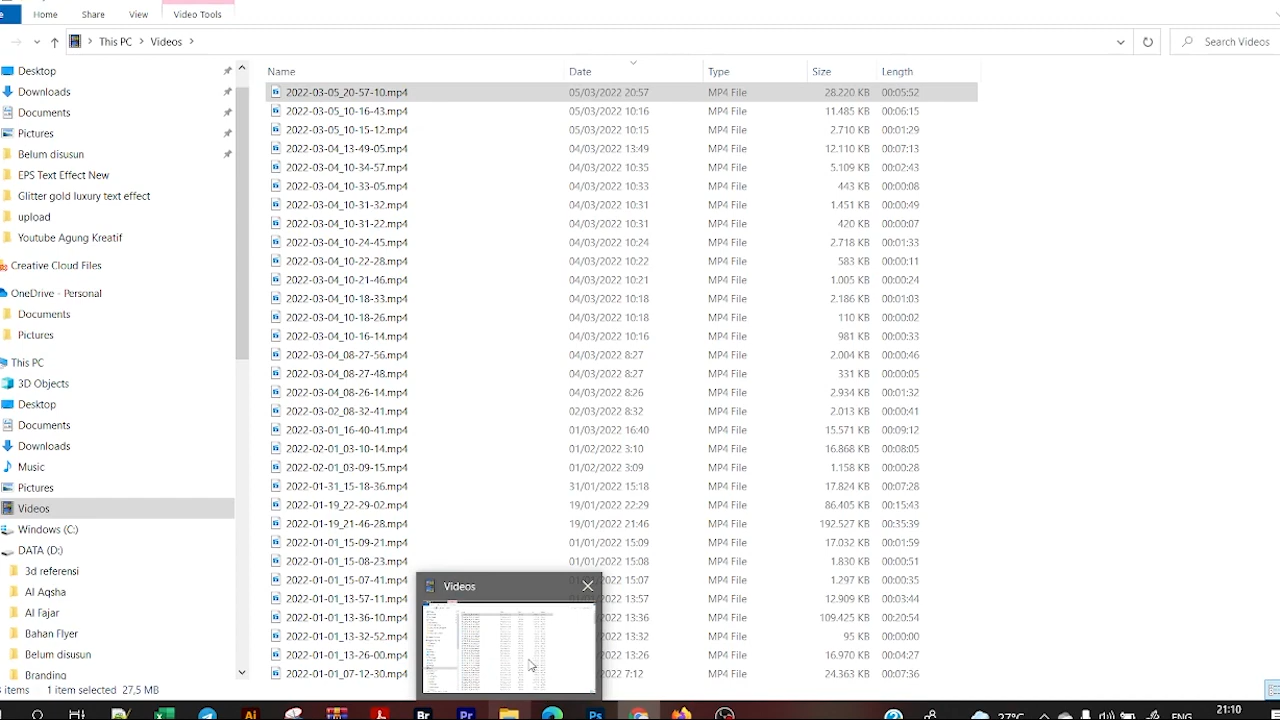 Home Share View Video Tools
This PC Videos Search Videos
Name Date Type Size Length
Desktop
Downloads
Documents
Pictures
Belum disusun
EPS Text Effect New
Glitter gold luxury text effect
upload
Youtube Agung Kreatif
Creative Cloud Files
OneDrive - Personal
Documents
Pictures
This PC
3D Objects
Desktop
Documents
Downloads
Music
Pictures
Videos
Windows (C:)
DATA (D:)
3d referensi
Al Aqsha
Al fajar
Bahan Flyer
Belum disusun
Branding
2022-03-05_20-57-10.mp4 05/03/2022 20:57 MP4 File 28.220 KB 00:05:52
2022-03-05_10-16-43.mp4 05/03/2022 10:16 MP4 File 11.485 KB 00:06:15
2022-03-05_10-15-12.mp4 05/03/2022 10:15 MP4 File 2.710 KB 00:01:29
2022-03-04_13-49-05.mp4 04/03/2022 13:49 MP4 File 12.110 KB 00:07:13
2022-03-04_10-34-57.mp4 04/03/2022 10:35 MP4 File 5.109 KB 00:02:43
2022-03-04_10-33-05.mp4 04/03/2022 10:33 MP4 File 443 KB 00:00:08
2022-03-04_10-31-32.mp4 04/03/2022 10:31 MP4 File 1.451 KB 00:00:49
2022-03-04_10-31-22.mp4 04/03/2022 10:31 MP4 File 420 KB 00:00:07
2022-03-04_10-24-45.mp4 04/03/2022 10:24 MP4 File 2.718 KB 00:01:33
2022-03-04_10-22-28.mp4 04/03/2022 10:22 MP4 File 583 KB 00:00:11
2022-03-04_10-21-46.mp4 04/03/2022 10:21 MP4 File 1.005 KB 00:00:24
2022-03-04_10-18-33.mp4 04/03/2022 10:18 MP4 File 2.186 KB 00:01:03
2022-03-04_10-18-26.mp4 04/03/2022 10:18 MP4 File 110 KB 00:00:02
2022-03-04_10-16-14.mp4 04/03/2022 10:16 MP4 File 981 KB 00:00:33
2022-03-04_08-27-56.mp4 04/03/2022 8:27 MP4 File 2.004 KB 00:00:46
2022-03-04_08-27-48.mp4 04/03/2022 8:27 MP4 File 331 KB 00:00:05
2022-03-04_08-26-14.mp4 04/03/2022 8:26 MP4 File 2.934 KB 00:01:32
2022-03-02_08-32-41.mp4 02/03/2022 8:32 MP4 File 2.013 KB 00:00:41
2022-03-01_16-40-41.mp4 01/03/2022 16:40 MP4 File 15.571 KB 00:09:12
2022-02-01_03-10-14.mp4 01/02/2022 3:10 MP4 File 16.868 KB 00:08:05
2022-02-01_03-09-15.mp4 01/02/2022 3:09 MP4 File 1.158 KB 00:00:28
2022-01-31_15-18-36.mp4 31/01/2022 15:18 MP4 File 17.824 KB 00:07:28
2022-01-19_22-29-02.mp4 19/01/2022 22:29 MP4 File 86.405 KB 00:15:43
2022-01-19_21-46-28.mp4 19/01/2022 21:46 MP4 File 192.527 KB 00:35:39
2022-01-01_15-09-21.mp4 01/01/2022 15:09 MP4 File 17.032 KB 00:01:59
2022-01-01_15-08-23.mp4 01/01/2022 15:08 MP4 File 1.830 KB 00:00:51
2022-01-01_15-07-41.mp4 15:07 MP4 File 1.297 KB 00:00:35
2022-01-01_13-57-11.mp4 13:57 MP4 File 12.909 KB 00:03:44
2022-01-01_13-36-10.mp4 13:36 MP4 File 109.425 KB 00:20:54
2022-01-01_13-32-32.mp4 13:32 MP4 File 95 KB 00:00:00
2022-01-01_13-26-00.mp4 13:26 MP4 File 16.970 KB 00:04:27
2022-01-01_07-12-30.mp4 7:12 MP4 File 24.363 KB 00:07:36
Videos
items 1 item selected 27,5 MB
Ai Br Pr Ps 27°C ENG 21:10